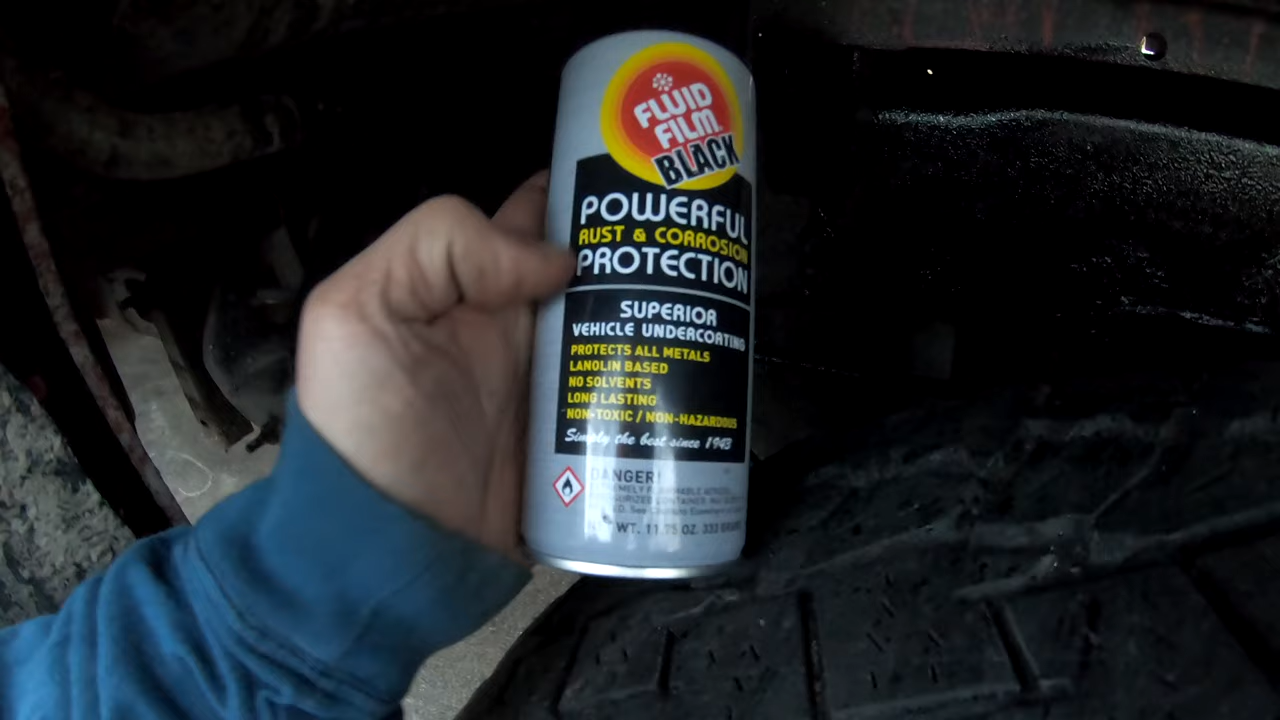 FLUID
FILM
BLACK
POWERFUL
RUST & CORROSION
PROTECTION
SUPERIOR
VEHICLE UNDERCOATING
PROTECTS ALL METALS
LANOLIN BASED
NO SOLVENTS
LONG LASTING
NON-TOXIC / NON-HAZARDOUS
Simply the best since 1943
DANGER!
WT. 11.75 OZ. 333